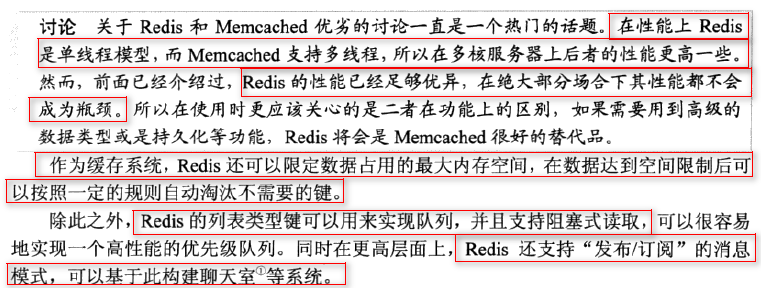 讨论 关于 Redis 和 Memcached 优劣的讨论一直是一个热门的话题。在性能上 Redis
是单线程模型，而 Memcached 支持多线程，所以在多核服务器上后者的性能更高一些。
然而，前面已经介绍过，Redis 的性能已经足够优异，在绝大部分场合下其性能都不会
成为瓶颈。所以在使用时更应该关心的是二者在功能上的区别，如果需要用到高级的
数据类型或是持久化等功能，Redis 将会是 Memcached 很好的替代品。
作为缓存系统，Redis 还可以限定数据占用的最大内存空间，在数据达到空间限制后可
以按照一定的规则自动淘汰不需要的键。
除此之外，Redis 的列表类型键可以用来实现队列，并且支持阻塞式读取，可以很容易
地实现一个高性能的优先级队列。同时在更高层面上，Redis 还支持“发布/订阅”的消息
模式，可以基于此构建聊天室①等系统。